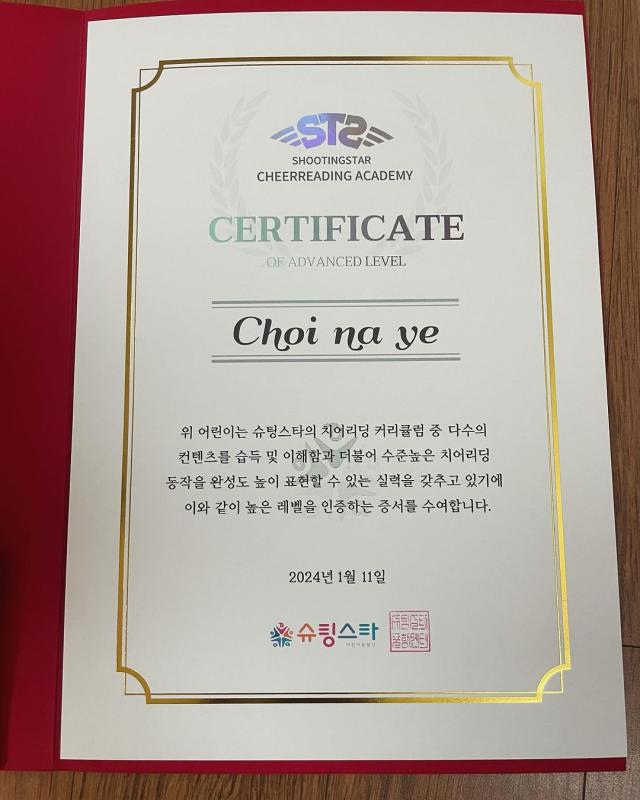 STS
SHOOTINGSTAR
CHEERREADING ACADEMY
CERTIFICATE
OF ADVANCED LEVEL
Choi na ye
위 어린이는 슈팅스타의 치어리딩 커리큘럼 중 다수의
컨텐츠를 습득 및 이해함과 더불어 수준높은 치어리딩
동작을 완성도 높이 표현할 수 있는 실력을 갖추고 있기에
이와 같이 높은 레벨을 인증하는 증서를 수여합니다.
2024년 1월 11일
슈팅스타